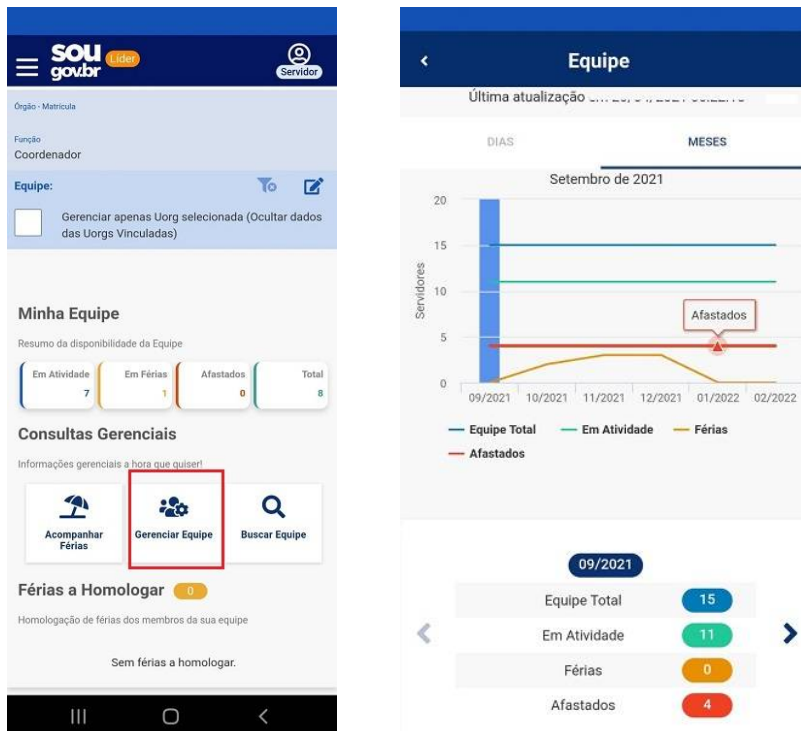 sou
gov.br
Líder
Servidor
Órgão - Matrícula
Função
Coordenador
Equipe:
Gerenciar apenas Uorg selecionada (Ocultar dados
das Uorgs Vinculadas)
Minha Equipe
Resumo da disponibilidade da Equipe
Em Atividade
7
Em Férias
1
Afastados
0
Total
8
Consultas Gerenciais
Informações gerenciais a hora que quiser!
Acompanhar
Férias
Gerenciar Equipe
Buscar Equipe
Férias a Homologar 0
Homologação de férias dos membros da sua equipe
Sem férias a homologar.
Equipe
Última atualização
DIAS
MESES
Setembro de 2021
Servidores
20
15
10
5
0
Afastados
09/2021 10/2021 11/2021 12/2021 01/2022 02/2022
Equipe Total Em Atividade Férias
Afastados
09/2021
Equipe Total 15
Em Atividade 11
Férias 0
Afastados 4